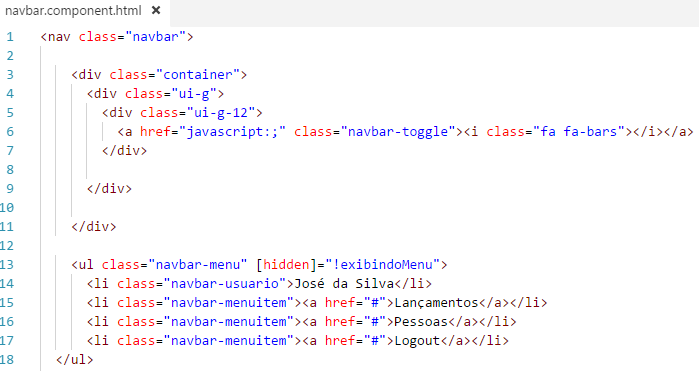 navbar.component.html ×
1 <nav class="navbar">
2
3 <div class="container">
4 <div class="ui-g">
5 <div class="ui-g-12">
6 <a href="javascript:;" class="navbar-toggle"><i class="fa fa-bars"></i></a>
7 </div>
8
9 </div>
10
11 </div>
12
13 <ul class="navbar-menu" [hidden]="!exibindoMenu">
14 <li class="navbar-usuario">José da Silva</li>
15 <li class="navbar-menuitem"><a href="#">Lançamentos</a></li>
16 <li class="navbar-menuitem"><a href="#">Pessoas</a></li>
17 <li class="navbar-menuitem"><a href="#">Logout</a></li>
18 </ul>